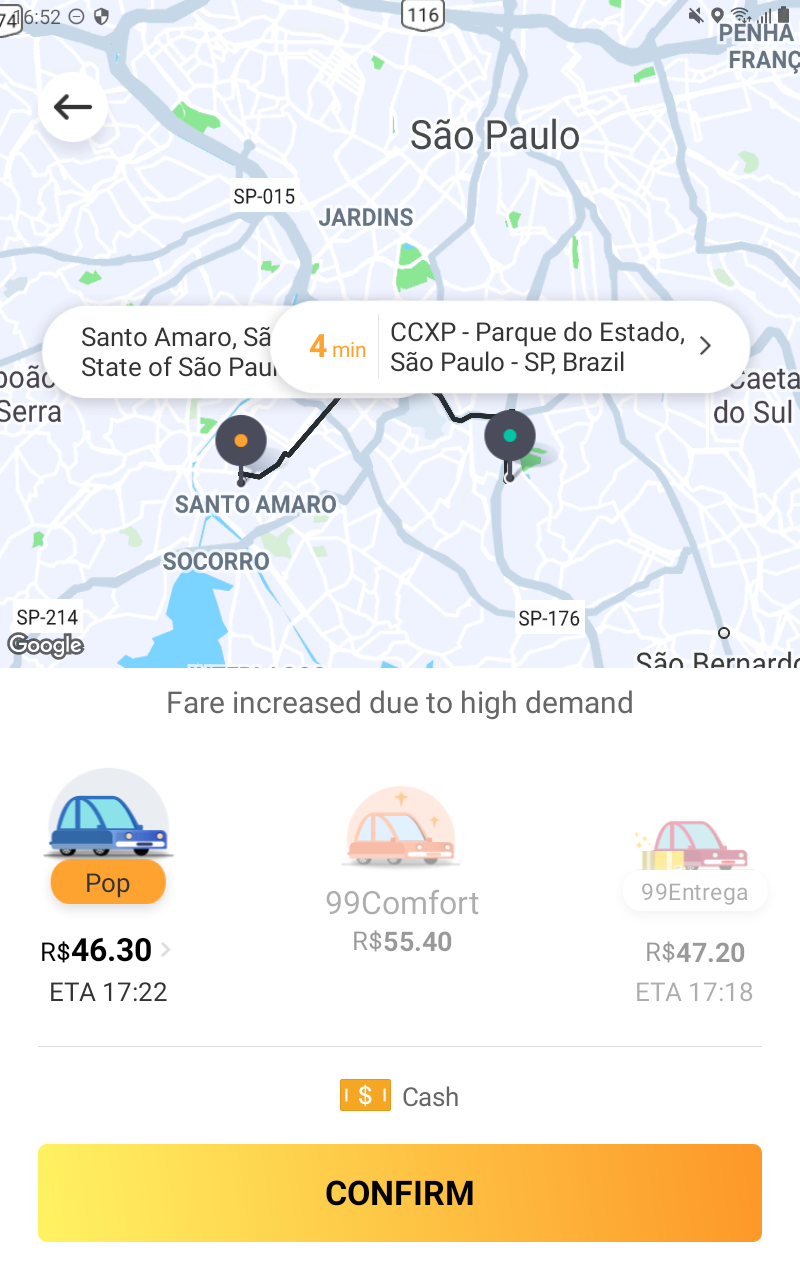 74
6:52
116
PENHA
FRANÇ
São Paulo
SP-015
JARDINS
Santo Amaro, Sã
State of São Paul
4 min
CCXP - Parque do Estado,
São Paulo - SP, Brazil
Serra
Caeta
do Sul
SANTO AMARO
SOCORRO
SP-214
SP-176
Google
São Bernardo
Fare increased due to high demand
Pop
R$46.30
ETA 17:22
99Comfort
R$55.40
99Entrega
R$47.20
ETA 17:18
$ Cash
CONFIRM